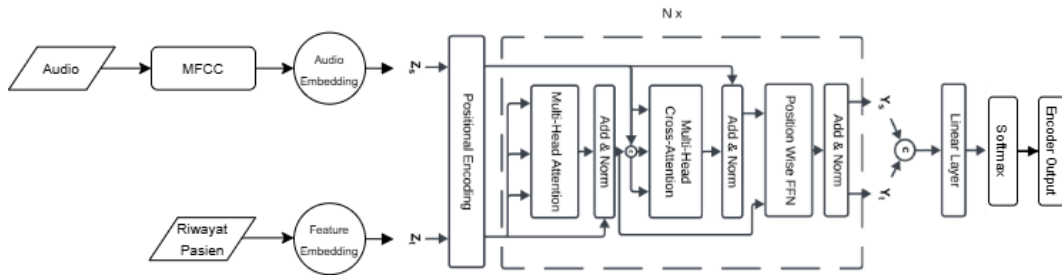 N x
Audio
MFCC
Audio
Embedding
Zs
Positional Encoding
Multi-Head Attention
Add & Norm
c
Multi-Head
Cross-Attention
Add & Norm
Position Wise FFN
Add & Norm
Ys
c
Linear Layer
Softmax
Encoder Output
Riwayat
Pasien
Feature
Embedding
Zt
Yt